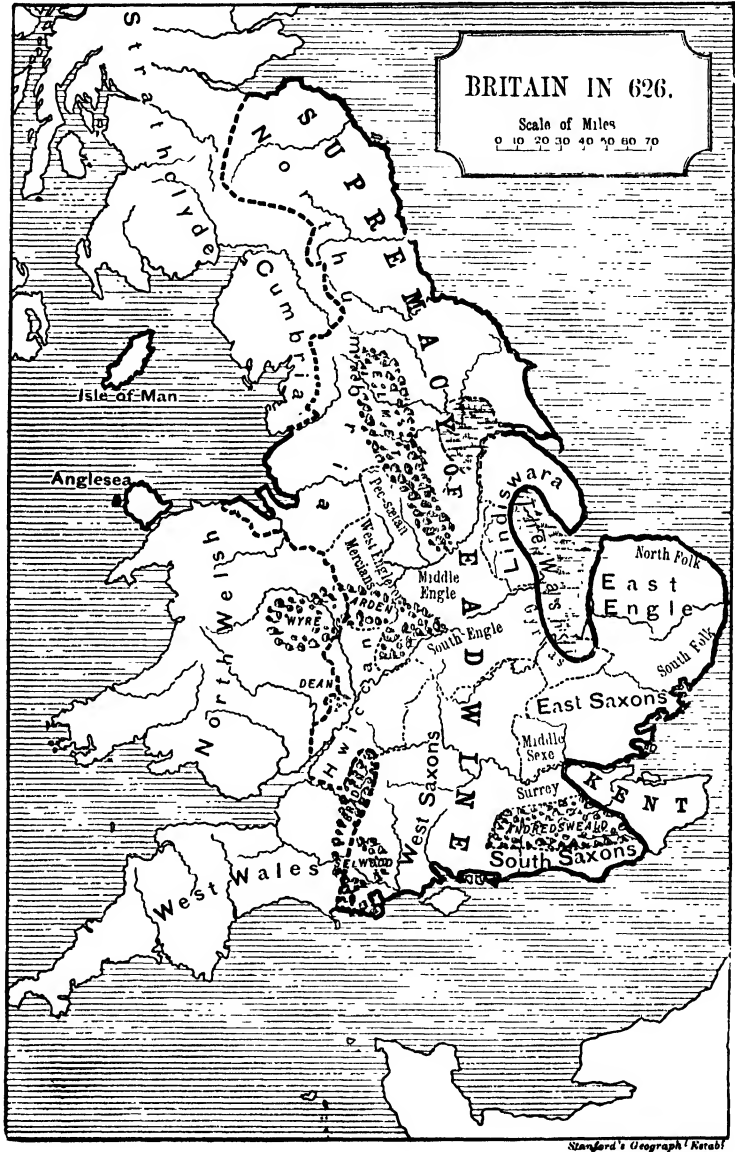 BRITAIN IN 626.
Scale of Miles
0 10 20 30 40 50 60 70
Strathclyde
SUPREMACY OF EADWINE
Northumbria
Cumbria
Isle of Man
Anglesea
Pec-sætan
Lindiswara
The Wash
North Folk
East
Engle
South Folk
West Engle
Mercians
Middle
Engle
ARDEN
WYRE
South Engle
Gyrwas
North Welsh
DEAN
Hwiccas
East Saxons
Middle
Sexe
West Saxons
Surrey
KENT
ANDREDSWEALD
South Saxons
SELWOOD
West Wales
Stanford's Geograph! Estab!